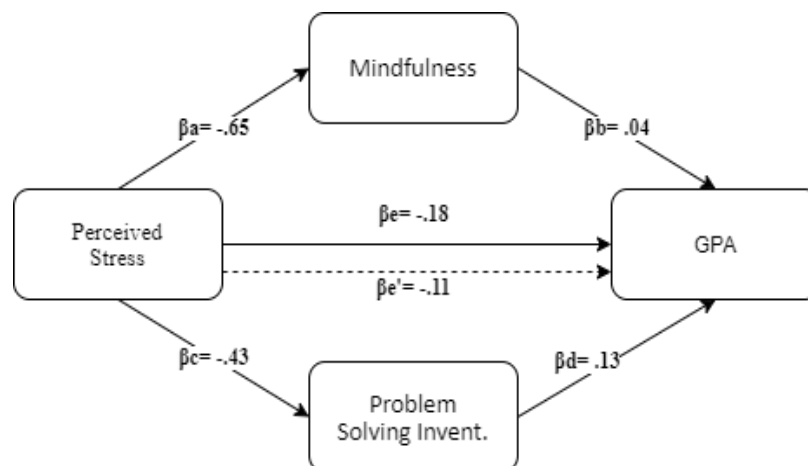 Mindfulness
βa= -.65
βb= .04
Perceived
Stress
βe= -.18
GPA
βe'= -.11
βc= -.43
βd= .13
Problem
Solving Invent.